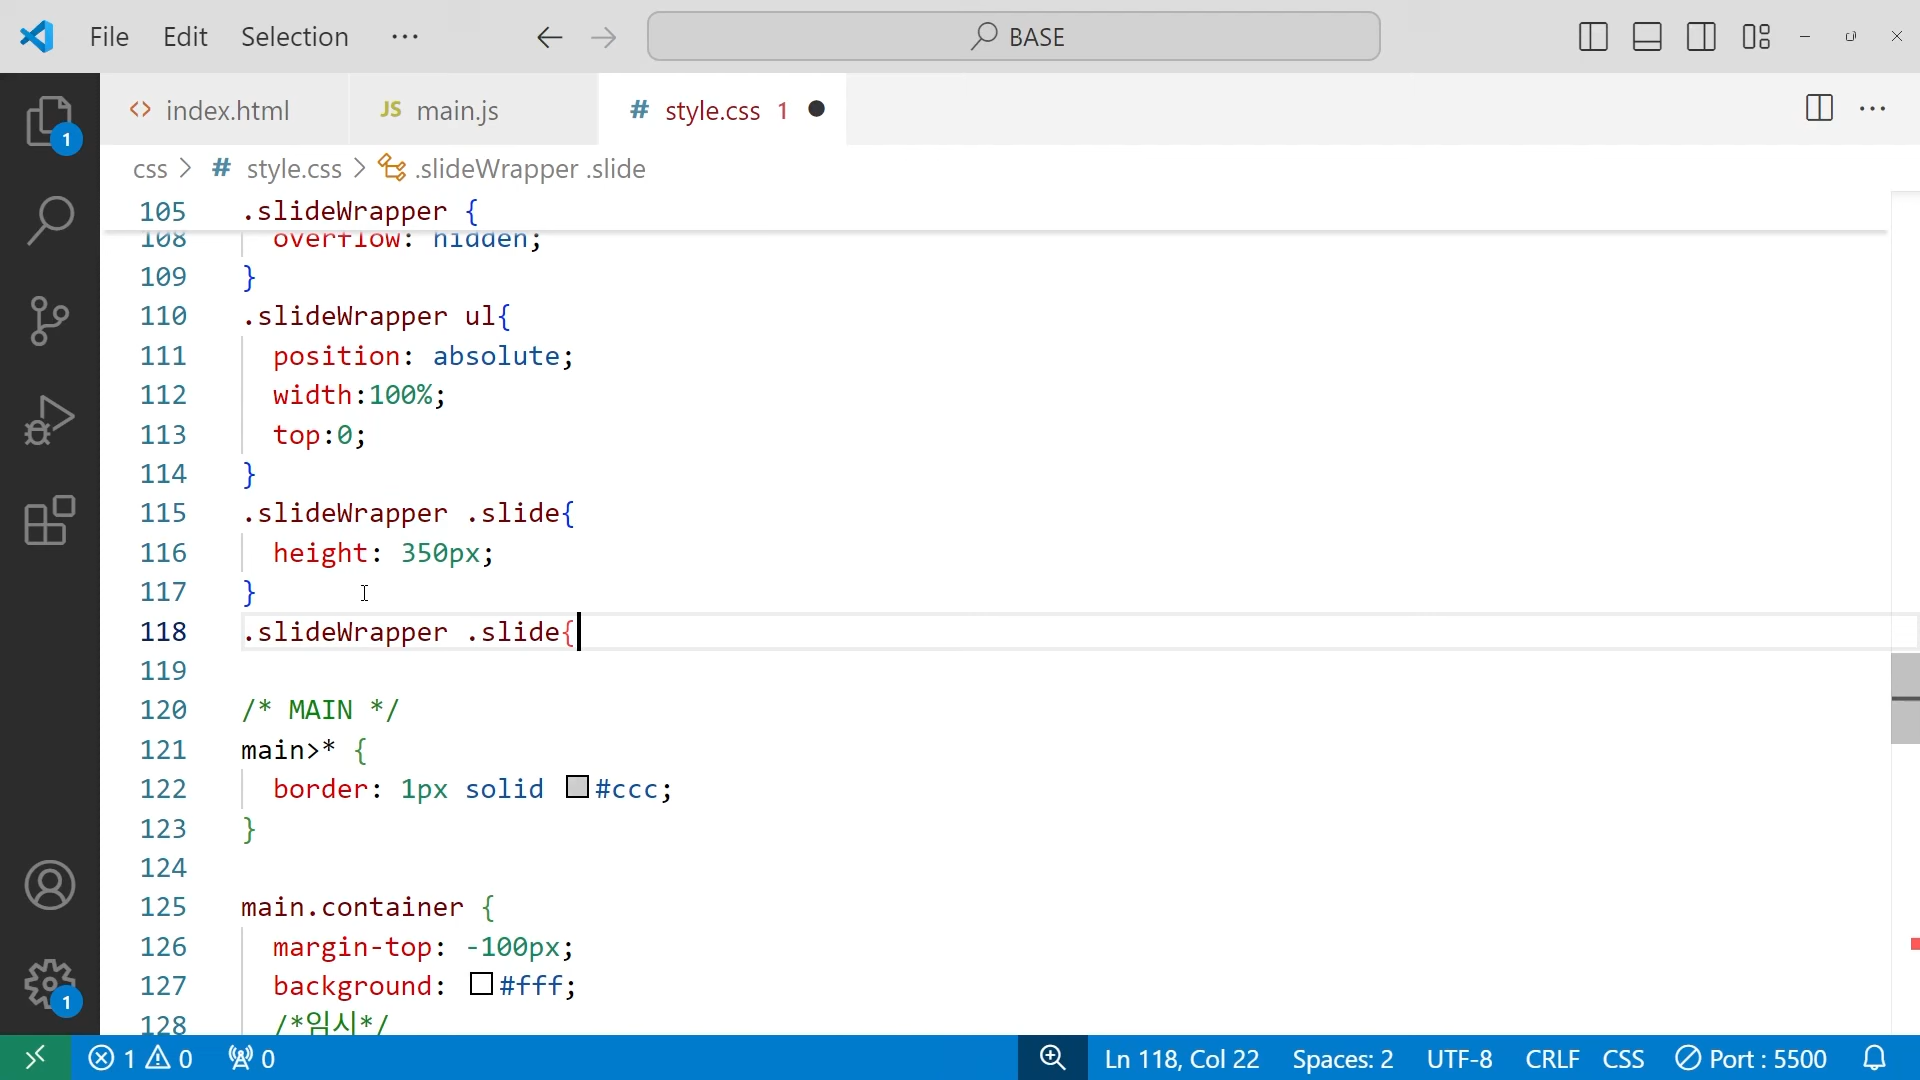 File Edit Selection ··· BASE
index.html JS main.js # style.css 1
css > # style.css > .slideWrapper .slide
105 .slideWrapper {
108 overflow: hidden;
109 }
110 .slideWrapper ul{
111 position: absolute;
112 width:100%;
113 top:0;
114 }
115 .slideWrapper .slide{
116 height: 350px;
117 }
118 .slideWrapper .slide{
119
120 /* MAIN */
121 main>* {
122 border: 1px solid #ccc;
123 }
124
125 main.container {
126 margin-top: -100px;
127 background: #fff;
128 /*임시*/
1
1
1 0 0 Ln 118, Col 22 Spaces: 2 UTF-8 CRLF CSS Port : 5500